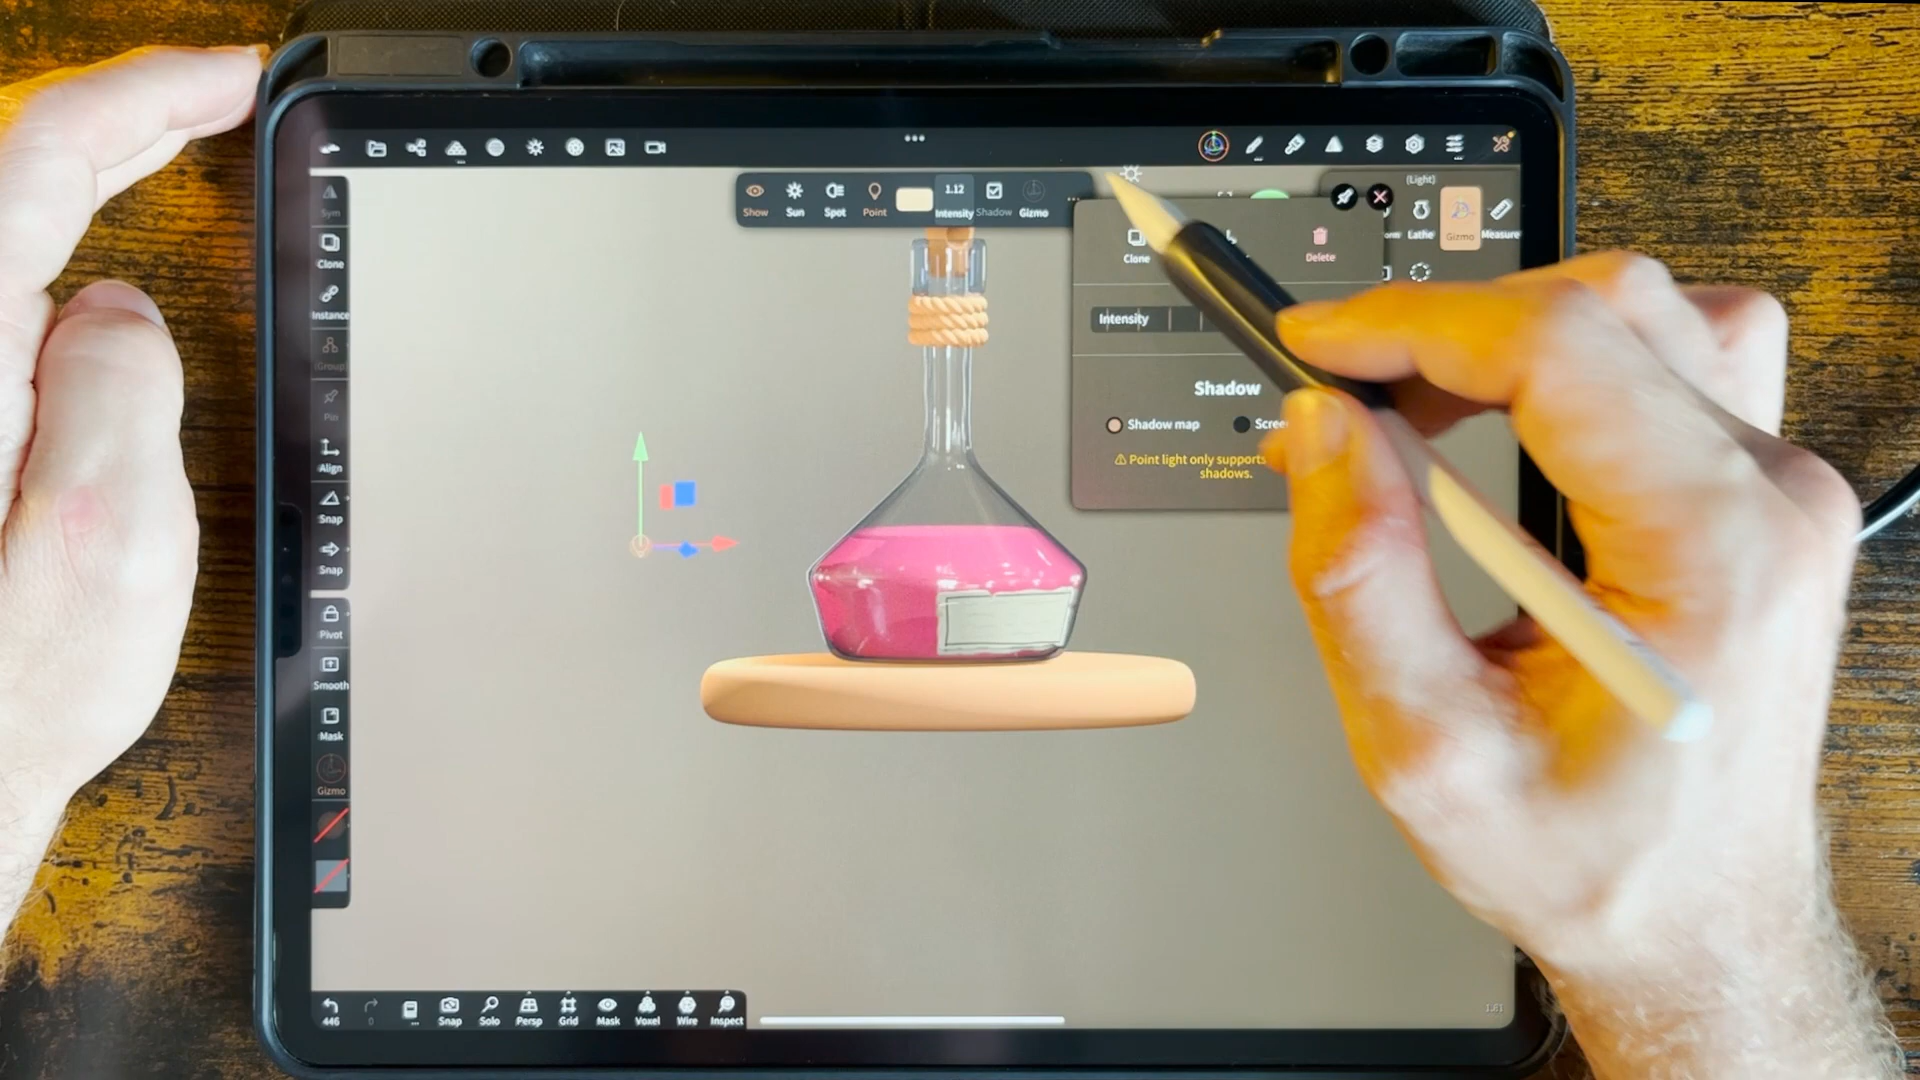 (Light)
Show
Sun
Spot
Point
1.12
Intensity
Shadow
Gizmo
Lathe
Gizmo
Measure
Clone
Delete
Intensity
Shadow
Shadow map
Point light only supports
shadows.
Sym
Clone
Instance
(Group)
Pin
Align
Snap
Snap
Pivot
Smooth
Mask
Gizmo
446
0
Snap
Solo
Persp
Grid
Mask
Voxel
Wire
Inspect